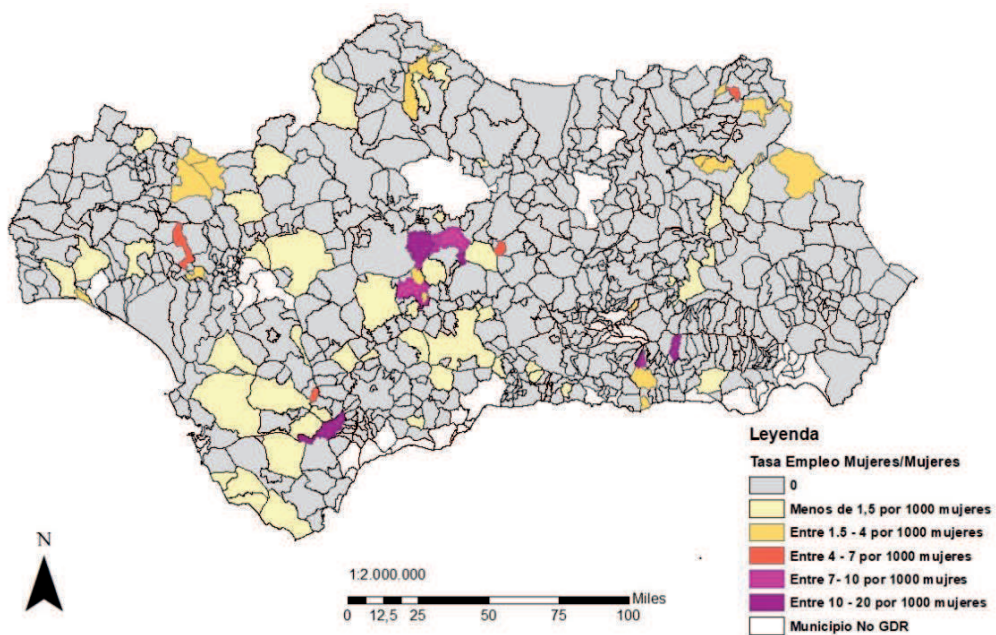 Leyenda
Tasa Empleo Mujeres/Mujeres
0
Menos de 1,5 por 1000 mujeres
Entre 1.5 - 4 por 1000 mujeres
Entre 4 - 7 por 1000 mujeres
Entre 7- 10 por 1000 mujres
Entre 10 - 20 por 1000 mujeres
Municipio No GDR
N
1:2.000.000
Miles
0 12,5 25 50 75 100